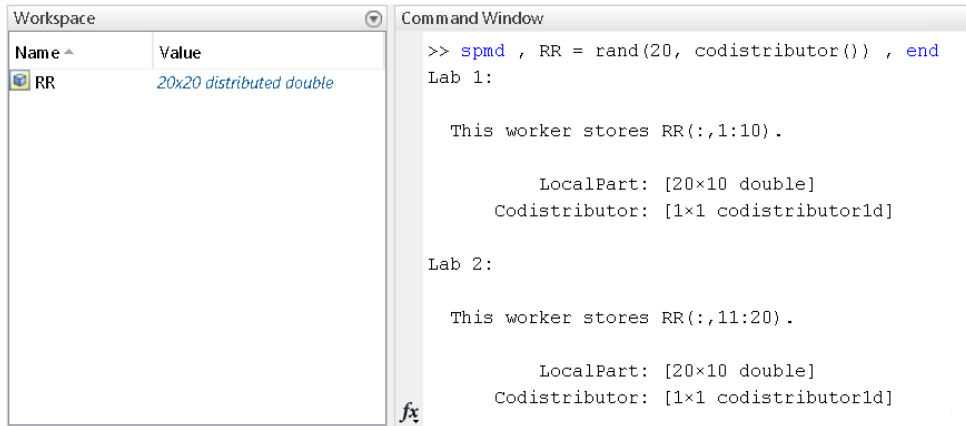 Workspace
Name Value
RR 20x20 distributed double
Command Window
>> spmd , RR = rand(20, codistributor()) , end
Lab 1:
This worker stores RR(:,1:10).
LocalPart: [20×10 double]
Codistributor: [1×1 codistributor1d]
Lab 2:
This worker stores RR(:,11:20).
LocalPart: [20×10 double]
Codistributor: [1×1 codistributor1d]
fx